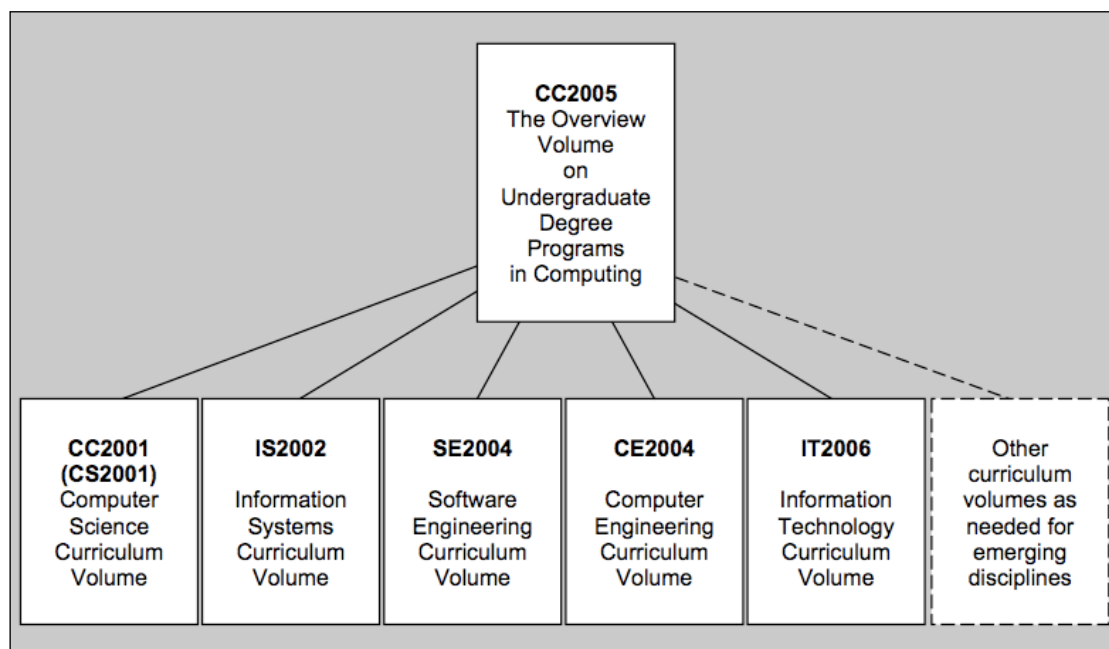 CC2005
The Overview
Volume
on
Undergraduate
Degree
Programs
in Computing
CC2001
(CS2001)
Computer
Science
Curriculum
Volume
IS2002
Information
Systems
Curriculum
Volume
SE2004
Software
Engineering
Curriculum
Volume
CE2004
Computer
Engineering
Curriculum
Volume
IT2006
Information
Technology
Curriculum
Volume
Other
curriculum
volumes as
needed for
emerging
disciplines